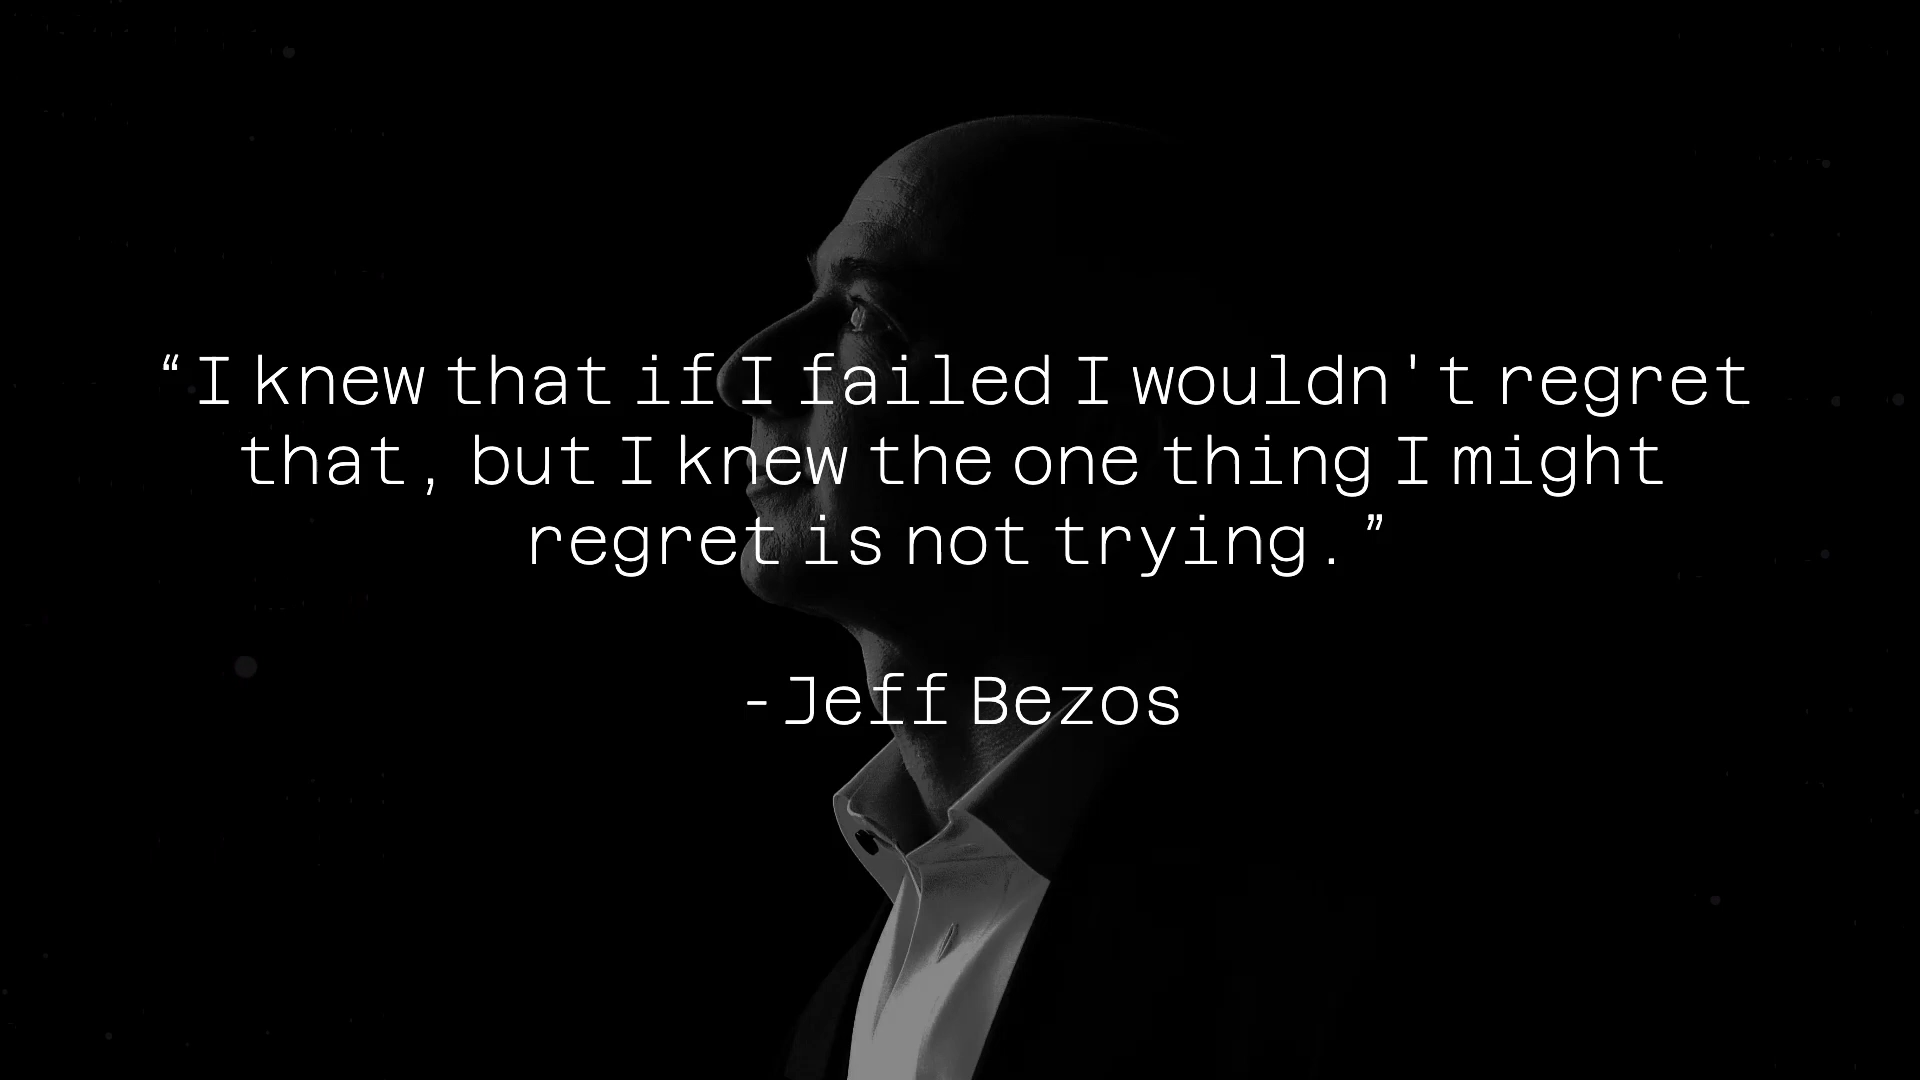 “I knew that if I failed I wouldn't regret
that, but I knew the one thing I might
regret is not trying.”
-Jeff Bezos